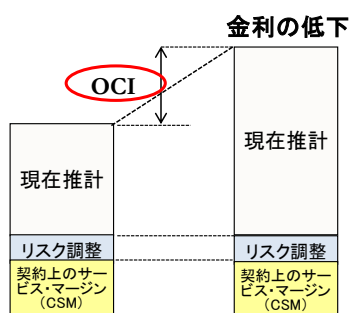 金利の低下
OCI
現在推計
現在推計
リスク調整
リスク調整
契約上のサー
ビス・マージン
(CSM)
契約上のサー
ビス・マージン
(CSM)